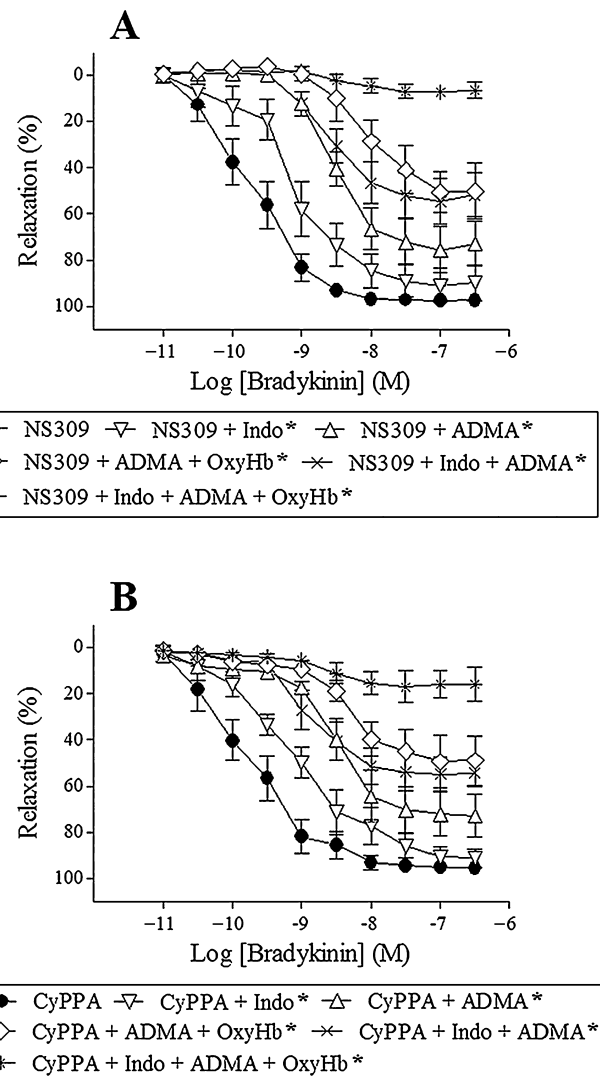 A
0
20
40
60
80
100
Relaxation (%)
−11 −10 -9 −8 -7 −6
Log [Bradykinin] (M)
NS309 NS309 + Indo* NS309 + ADMA*
NS309 + ADMA + OxyHb* NS309 + Indo + ADMA*
NS309 + Indo + ADMA + OxyHb*
B
0
20
40
60
80
100
Relaxation (%)
−11 −10 -9 −8 -7 −6
Log [Bradykinin] (M)
CyPPA CyPPA + Indo* CyPPA + ADMA*
CyPPA + ADMA + OxyHb* CyPPA + Indo + ADMA*
CyPPA + Indo + ADMA + OxyHb*